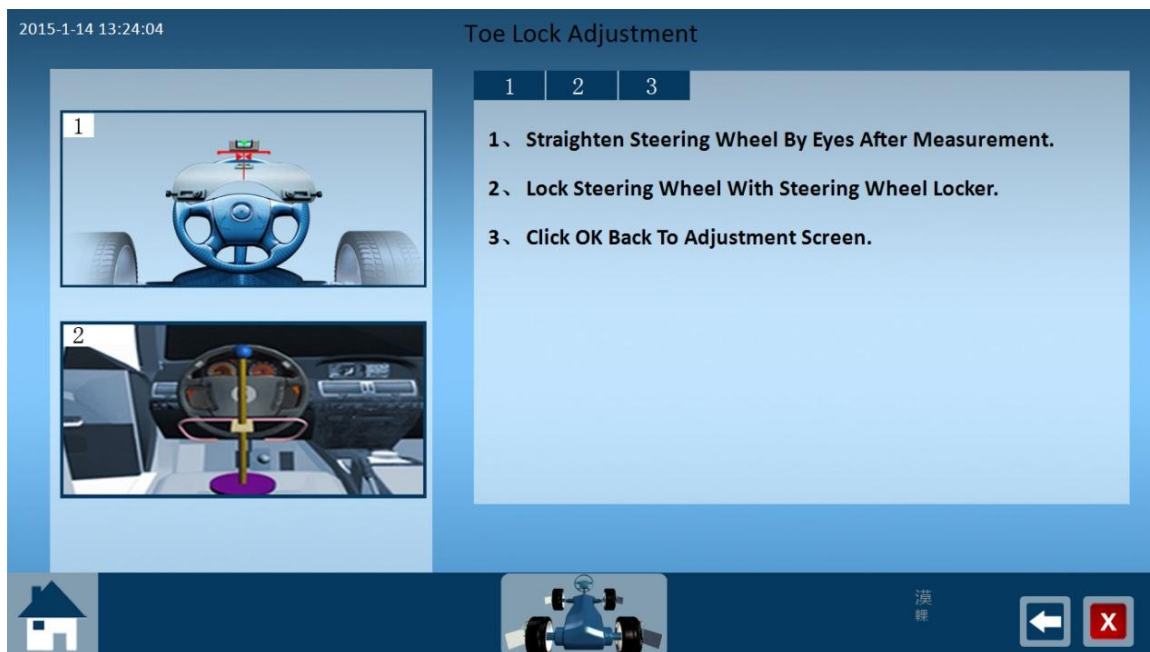 2015-1-14 13:24:04
Toe Lock Adjustment
1 2 3
1、 Straighten Steering Wheel By Eyes After Measurement.
2、 Lock Steering Wheel With Steering Wheel Locker.
3、 Click OK Back To Adjustment Screen.
1
2
漠
X